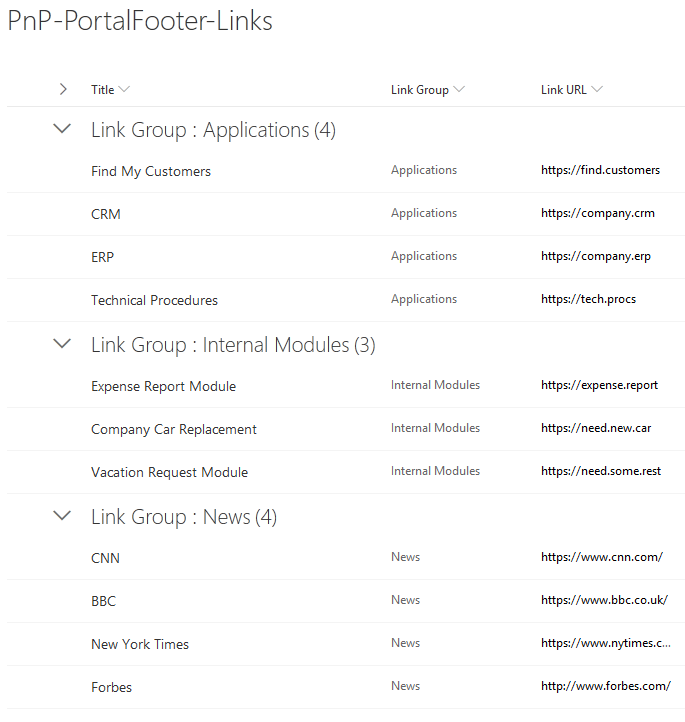 PnP-PortalFooter-Links
Title Link Group Link URL
Link Group : Applications (4)
Find My Customers Applications https://find.customers
CRM Applications https://company.crm
ERP Applications https://company.erp
Technical Procedures Applications https://tech.procs
Link Group : Internal Modules (3)
Expense Report Module Internal Modules https://expense.report
Company Car Replacement Internal Modules https://need.new.car
Vacation Request Module Internal Modules https://need.some.rest
Link Group : News (4)
CNN News https://www.cnn.com/
BBC News https://www.bbc.co.uk/
New York Times News https://www.nytimes.c...
Forbes News http://www.forbes.com/